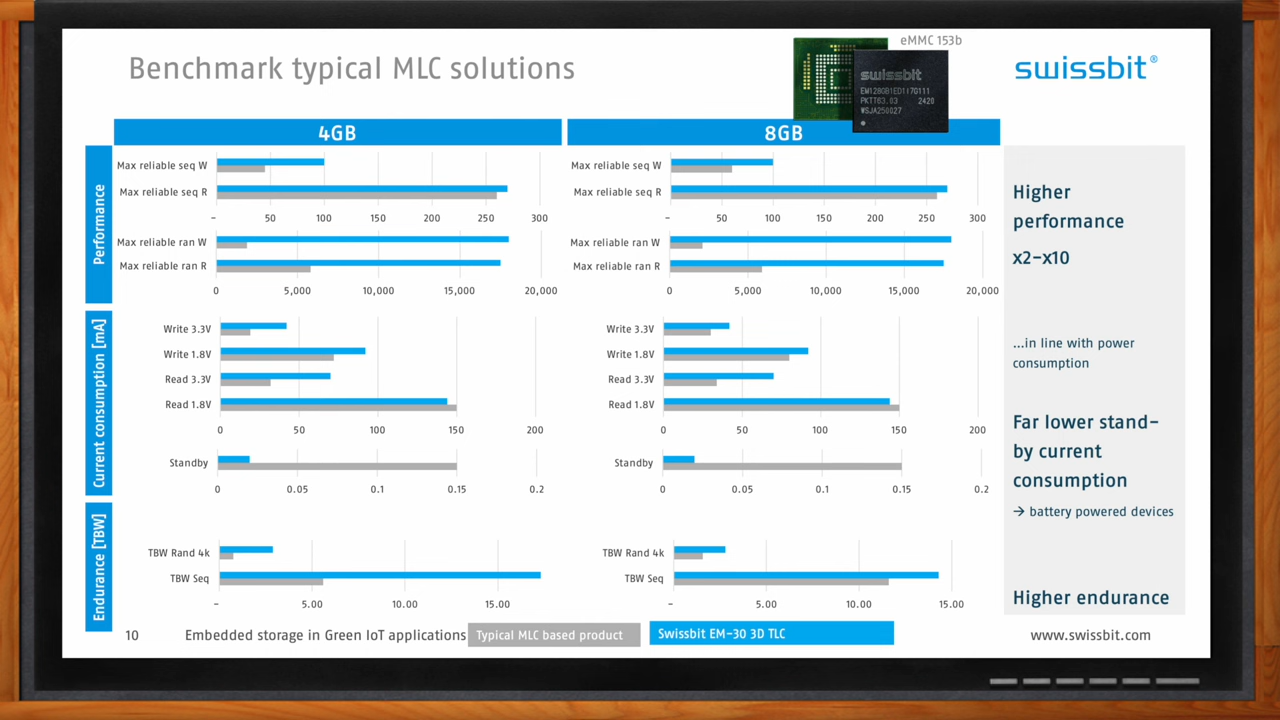 Benchmark typical MLC solutions
eMMC 153b
swissbit®
swissbit
EM128GB1ED1I7G111
PKTT63.03 2420
WSJA250027
4GB
8GB
Performance
Max reliable seq W
Max reliable seq R
– 50 100 150 200 250 300
Max reliable ran W
Max reliable ran R
0 5,000 10,000 15,000 20,000
Max reliable seq W
Max reliable seq R
– 50 100 150 200 250 300
Max reliable ran W
Max reliable ran R
0 5,000 10,000 15,000 20,000
Higher
performance
x2–x10
Current consumption [mA]
Write 3.3V
Write 1.8V
Read 3.3V
Read 1.8V
0 50 100 150 200
Standby
0 0.05 0.1 0.15 0.2
Write 3.3V
Write 1.8V
Read 3.3V
Read 1.8V
0 50 100 150 200
Standby
0 0.05 0.1 0.15 0.2
...in line with power
consumption
Far lower stand–
by current
consumption
→ battery powered devices
Endurance [TBW]
TBW Rand 4k
TBW Seq
– 5.00 10.00 15.00
TBW Rand 4k
TBW Seq
– 5.00 10.00 15.00
Higher endurance
10 Embedded storage in Green IoT applications
Typical MLC based product
Swissbit EM–30 3D TLC
www.swissbit.com